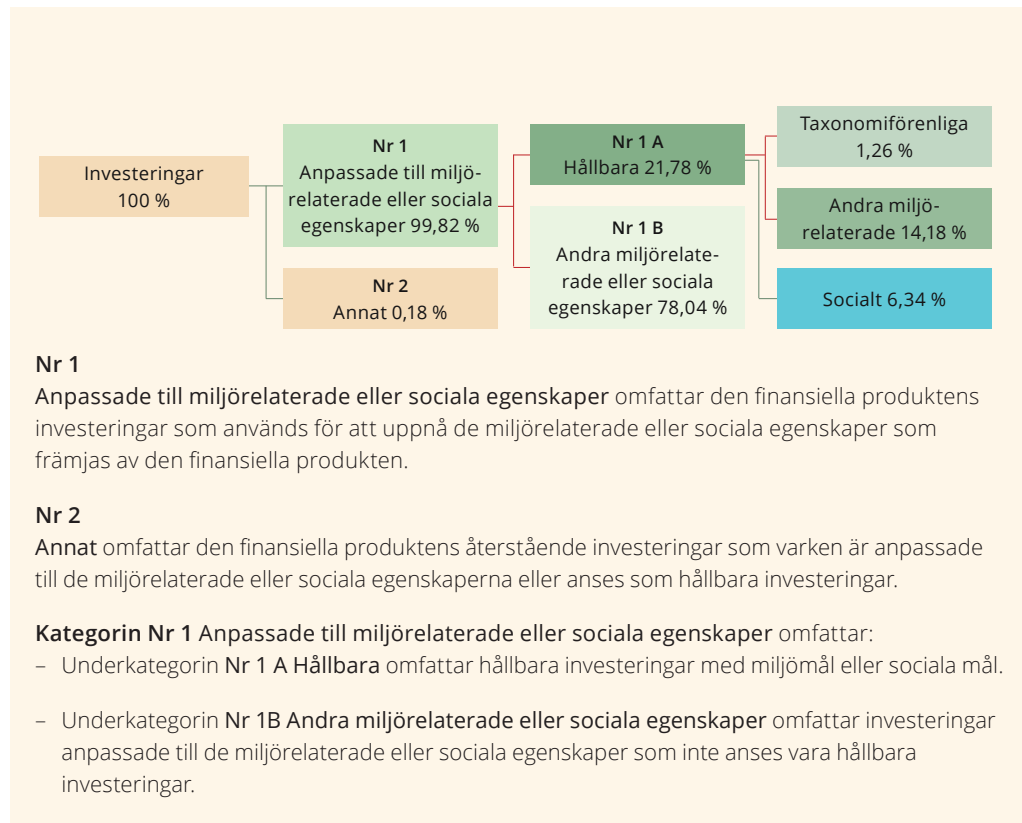 Investeringar
100 %
Nr 1
Anpassade till miljö-
relaterade eller sociala
egenskaper 99,82 %
Nr 2
Annat 0,18 %
Nr 1 A
Hållbara 21,78 %
Nr 1 B
Andra miljörelate-
rade eller sociala
egenskaper 78,04 %
Taxonomiförenliga
1,26 %
Andra miljö-
relaterade 14,18 %
Socialt 6,34 %
Nr 1
Anpassade till miljörelaterade eller sociala egenskaper omfattar den finansiella produktens
investeringar som används för att uppnå de miljörelaterade eller sociala egenskaper som
främjas av den finansiella produkten.
Nr 2
Annat omfattar den finansiella produktens återstående investeringar som varken är anpassade
till de miljörelaterade eller sociala egenskaperna eller anses som hållbara investeringar.
Kategorin Nr 1 Anpassade till miljörelaterade eller sociala egenskaper omfattar:
– Underkategorin Nr 1 A Hållbara omfattar hållbara investeringar med miljömål eller sociala mål.
– Underkategorin Nr 1B Andra miljörelaterade eller sociala egenskaper omfattar investeringar
anpassade till de miljörelaterade eller sociala egenskaper som inte anses vara hållbara
investeringar.